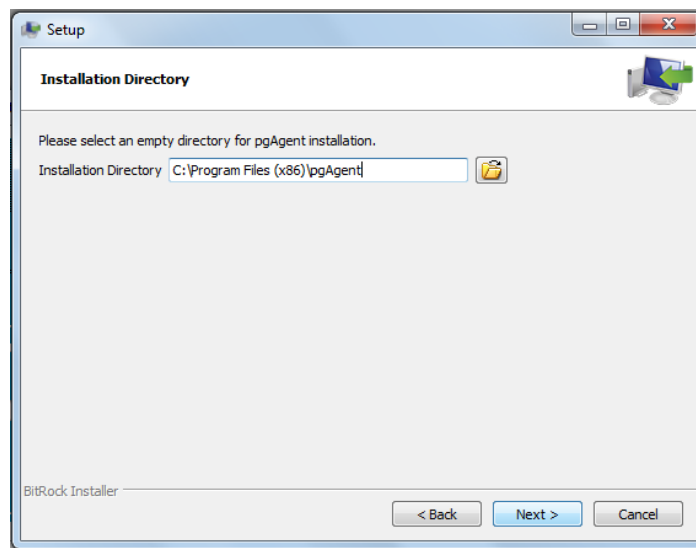 Setup
Installation Directory
Please select an empty directory for pgAgent installation.
Installation Directory C:\Program Files (x86)\pgAgent
BitRock Installer
< Back Next > Cancel